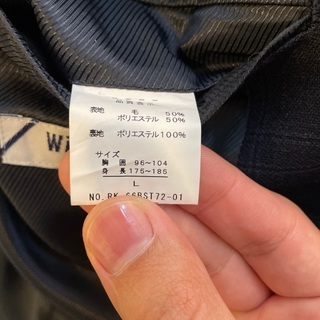 品質表示
表地 毛 50%
ポリエステル 50%
裏地 ポリエステル100%
サイズ
胸囲 96~104
身長 175~185
L
NO.RK-S6BST72-01
Wi